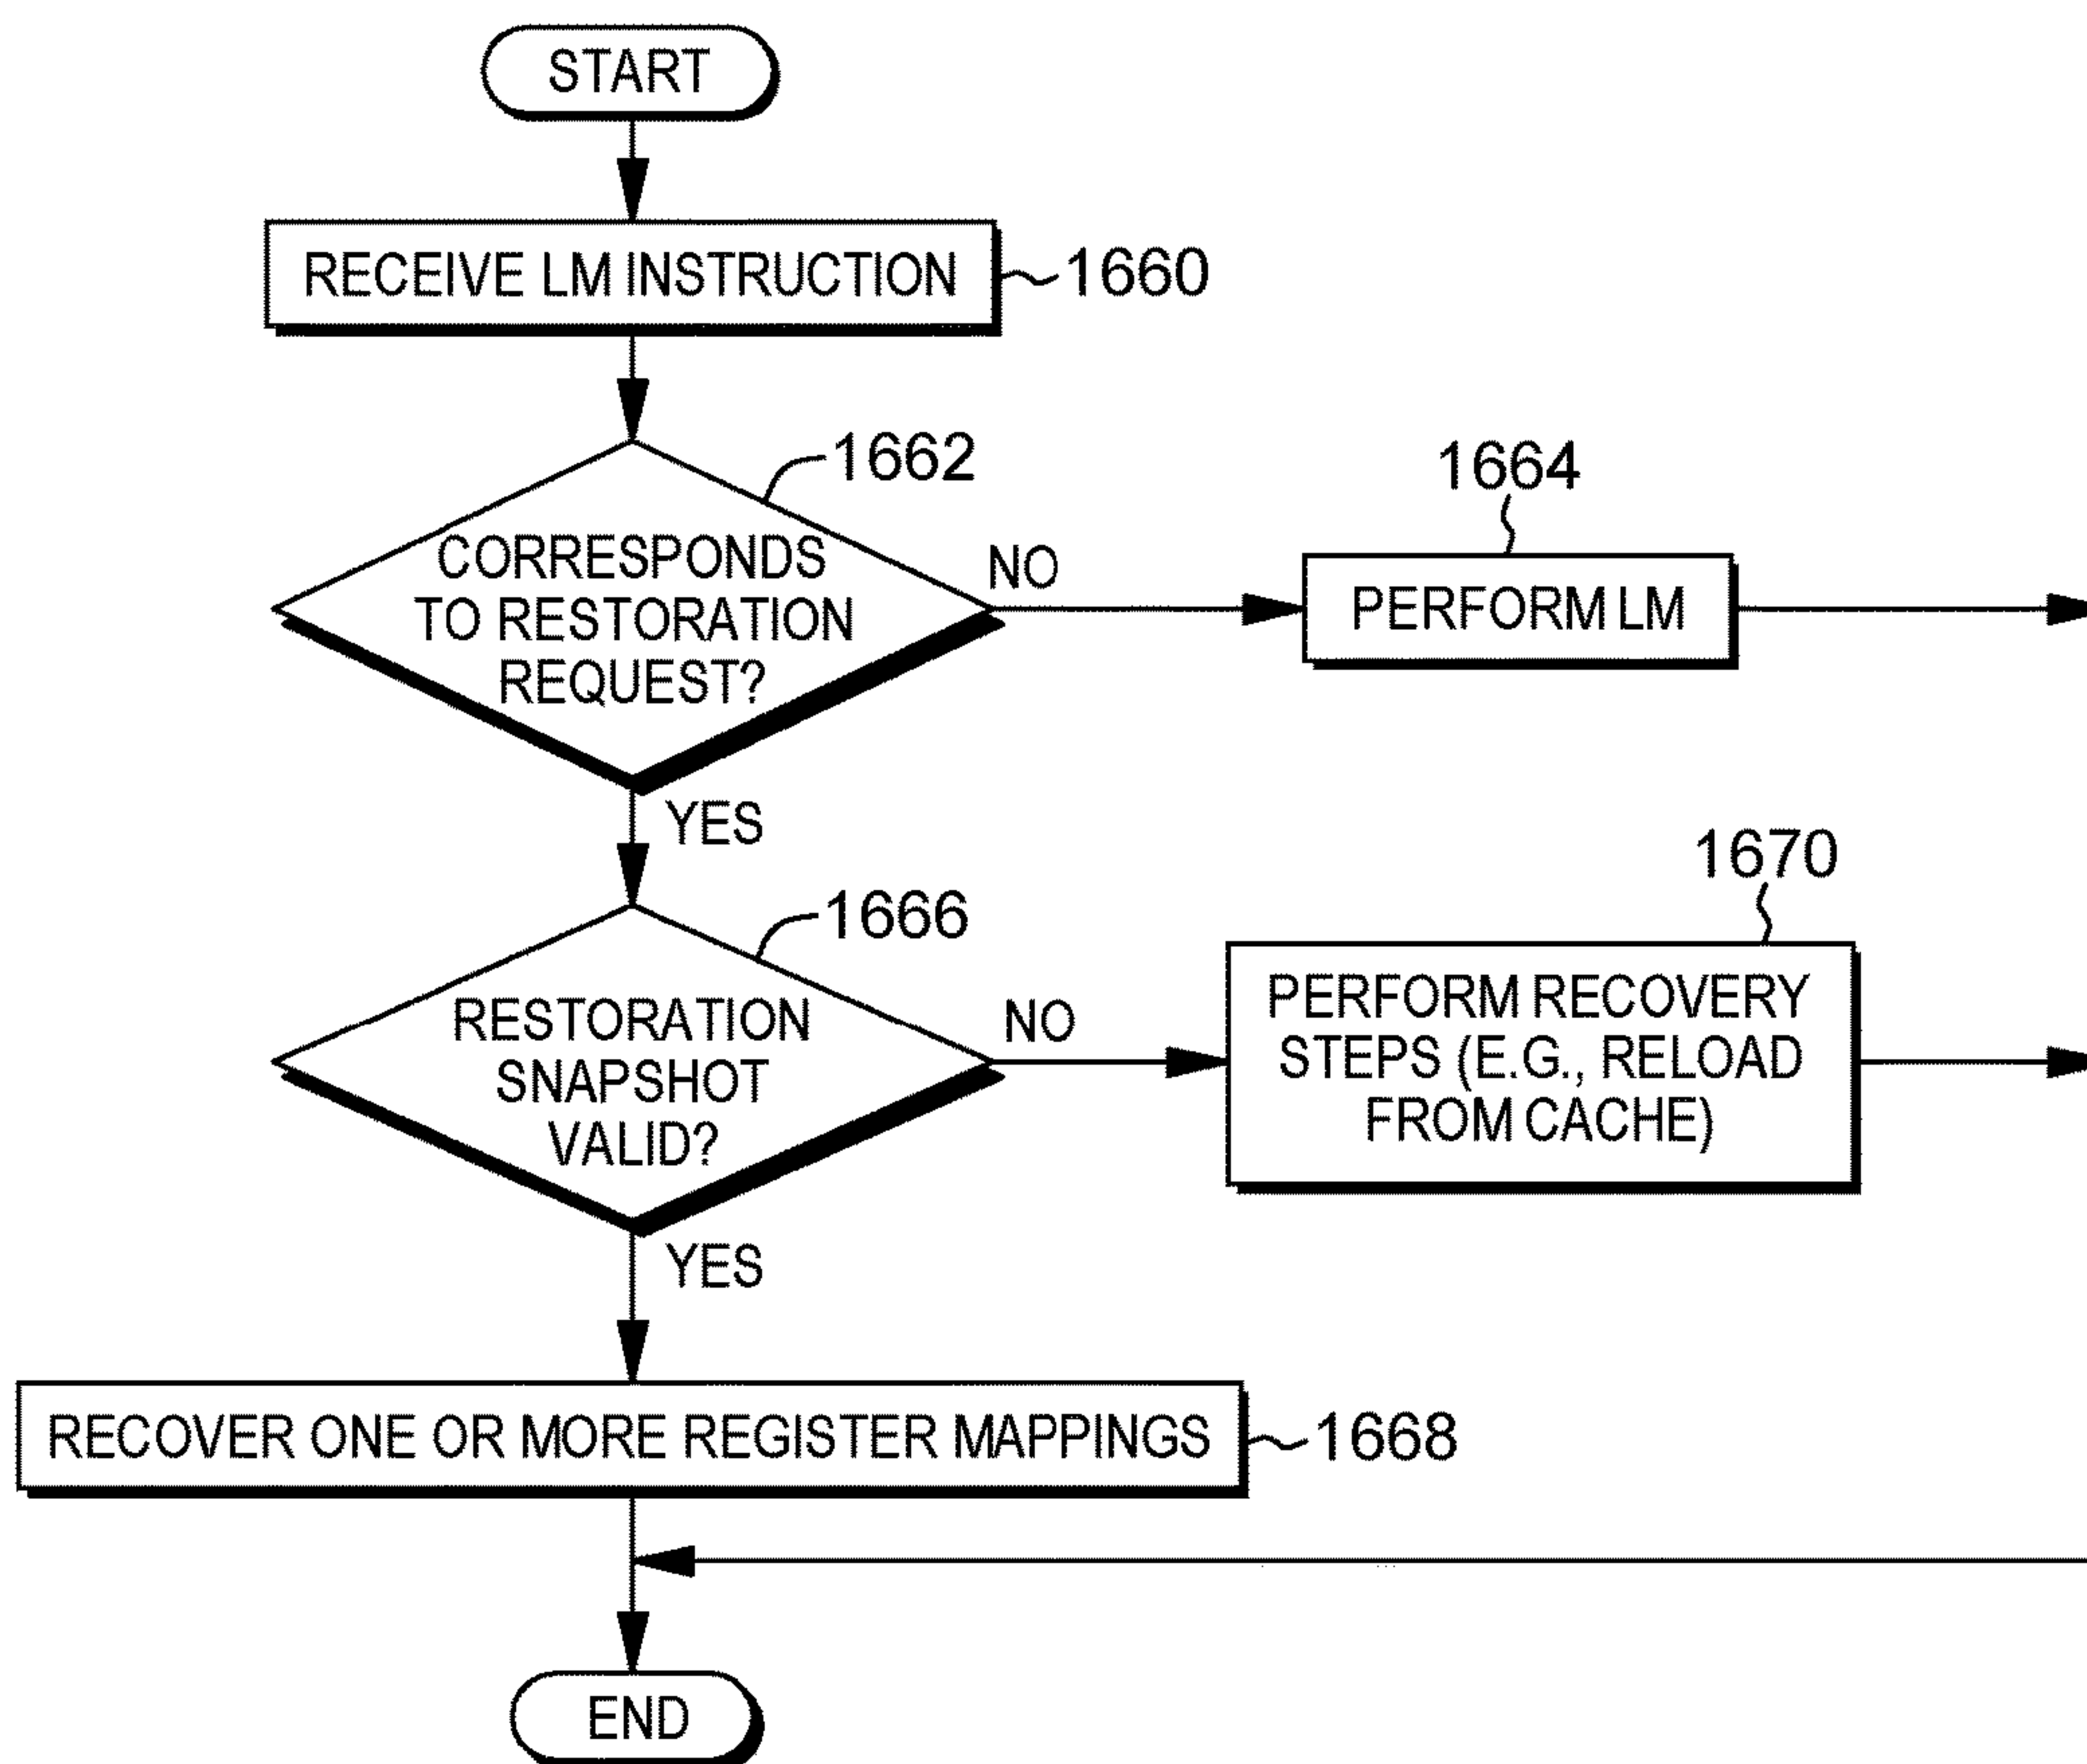 START
RECEIVE LM INSTRUCTION
1660
1662
CORRESPONDS
TO RESTORATION
REQUEST?
NO
1664
PERFORM LM
YES
1666
RESTORATION
SNAPSHOT
VALID?
NO
1670
PERFORM RECOVERY
STEPS (E.G., RELOAD
FROM CACHE)
YES
RECOVER ONE OR MORE REGISTER MAPPINGS
1668
END